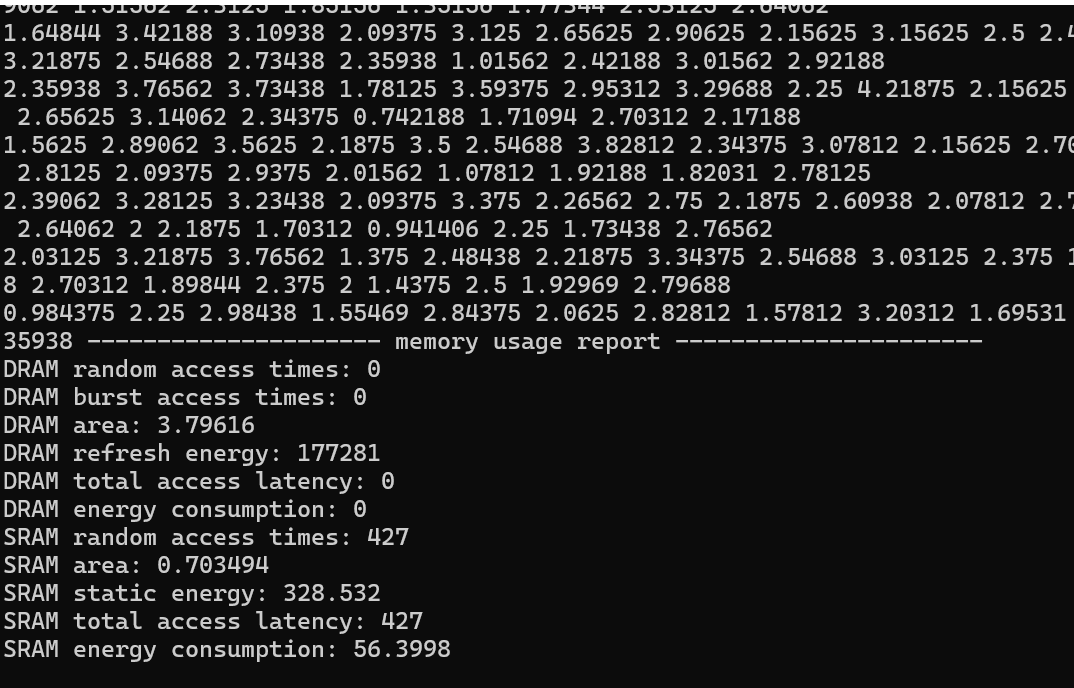 1.64844 3.42188 3.10938 2.09375 3.125 2.65625 2.90625 2.15625 3.15625 2.5
3.21875 2.54688 2.73438 2.35938 1.01562 2.42188 3.01562 2.92188
2.35938 3.76562 3.73438 1.78125 3.59375 2.95312 3.29688 2.25 4.21875 2.15625
2.65625 3.14062 2.34375 0.742188 1.71094 2.70312 2.17188
1.5625 2.89062 3.5625 2.1875 3.5 2.54688 3.82812 2.34375 3.07812 2.15625
2.8125 2.09375 2.9375 2.01562 1.07812 1.92188 1.82031 2.78125
2.39062 3.28125 3.23438 2.09375 3.375 2.26562 2.75 2.1875 2.60938 2.07812
2.64062 2 2.1875 1.70312 0.941406 2.25 1.73438 2.76562
2.03125 3.21875 3.76562 1.375 2.48438 2.21875 3.34375 2.54688 3.03125 2.375
8 2.70312 1.89844 2.375 2 1.4375 2.5 1.92969 2.79688
0.984375 2.25 2.98438 1.55469 2.84375 2.0625 2.82812 1.57812 3.20312 1.69531
35938 --------------------- memory usage report ----------------------
DRAM random access times: 0
DRAM burst access times: 0
DRAM area: 3.79616
DRAM refresh energy: 177281
DRAM total access latency: 0
DRAM energy consumption: 0
SRAM random access times: 427
SRAM area: 0.703494
SRAM static energy: 328.532
SRAM total access latency: 427
SRAM energy consumption: 56.3998